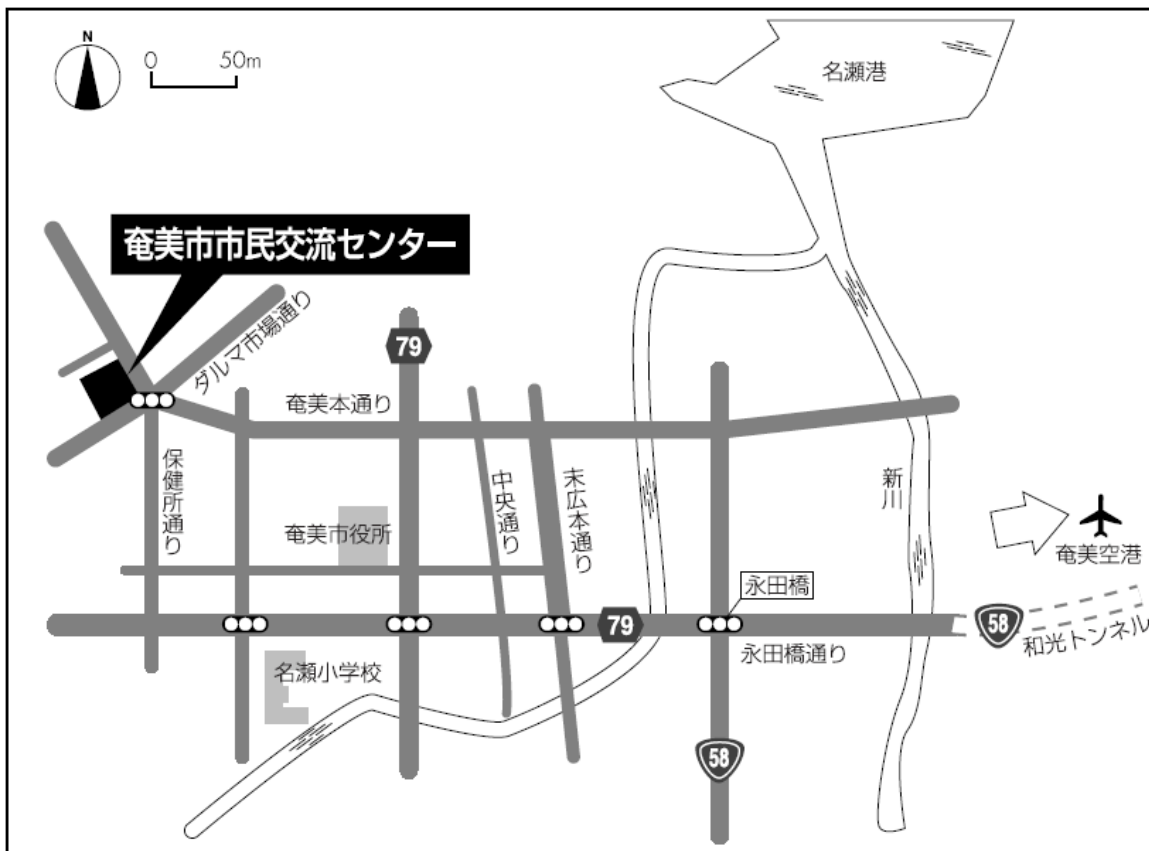 N
0 50m
名瀬港
奄美市市民交流センター
ダルマ市場通り
79
奄美本通り
保健所通り
奄美市役所
中央通り
末広本通り
新川
奄美空港
永田橋
79
58
和光トンネル
永田橋通り
名瀬小学校
58